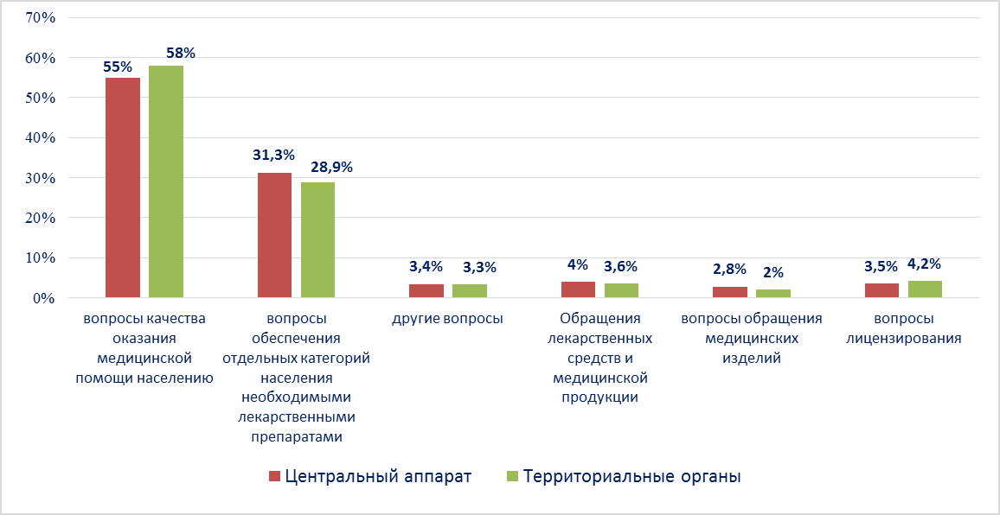 70%
60%
50%
40%
30%
20%
10%
0%
55%
58%
31,3%
28,9%
3,4%
3,3%
4%
3,6%
2,8%
2%
3,5%
4,2%
вопросы качества
оказания
медицинской
помощи населению
вопросы
обеспечения
отдельных категорий
населения
необходимыми
лекарственными
препаратами
другие вопросы
Обращения
лекарственных
средств и
медицинской
продукции
вопросы обращения
медицинских
изделий
вопросы
лицензирования
Центральный аппарат
Территориальные органы